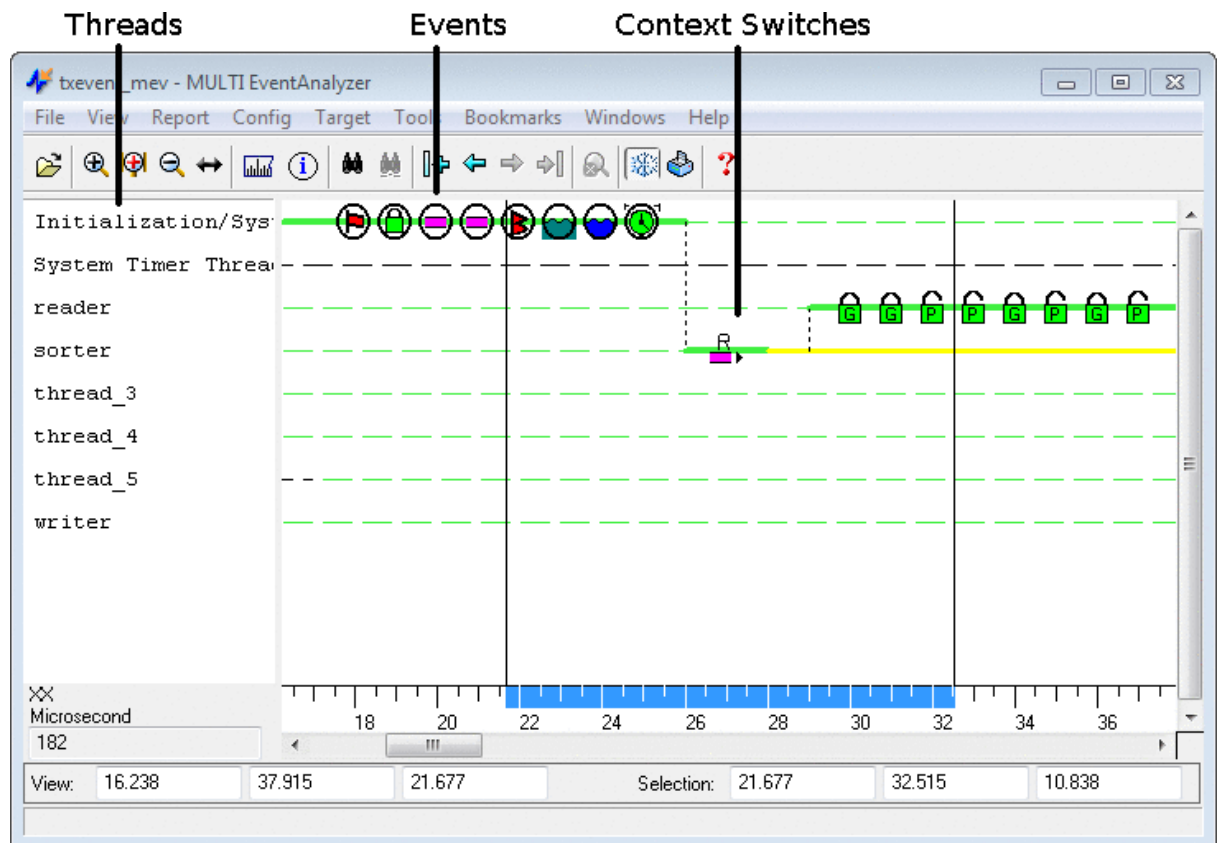 Threads Events Context Switches
txevent_mev - MULTI EventAnalyzer
File View Report Config Target Tools Bookmarks Windows Help
Initialization/Sys
System Timer Threa
reader
G G P P G P G P
sorter
R
thread_3
thread_4
thread_5
writer
XX
Microsecond
18 20 22 24 26 28 30 32 34 36
182
View: 16.238 37.915 21.677 Selection: 21.677 32.515 10.838